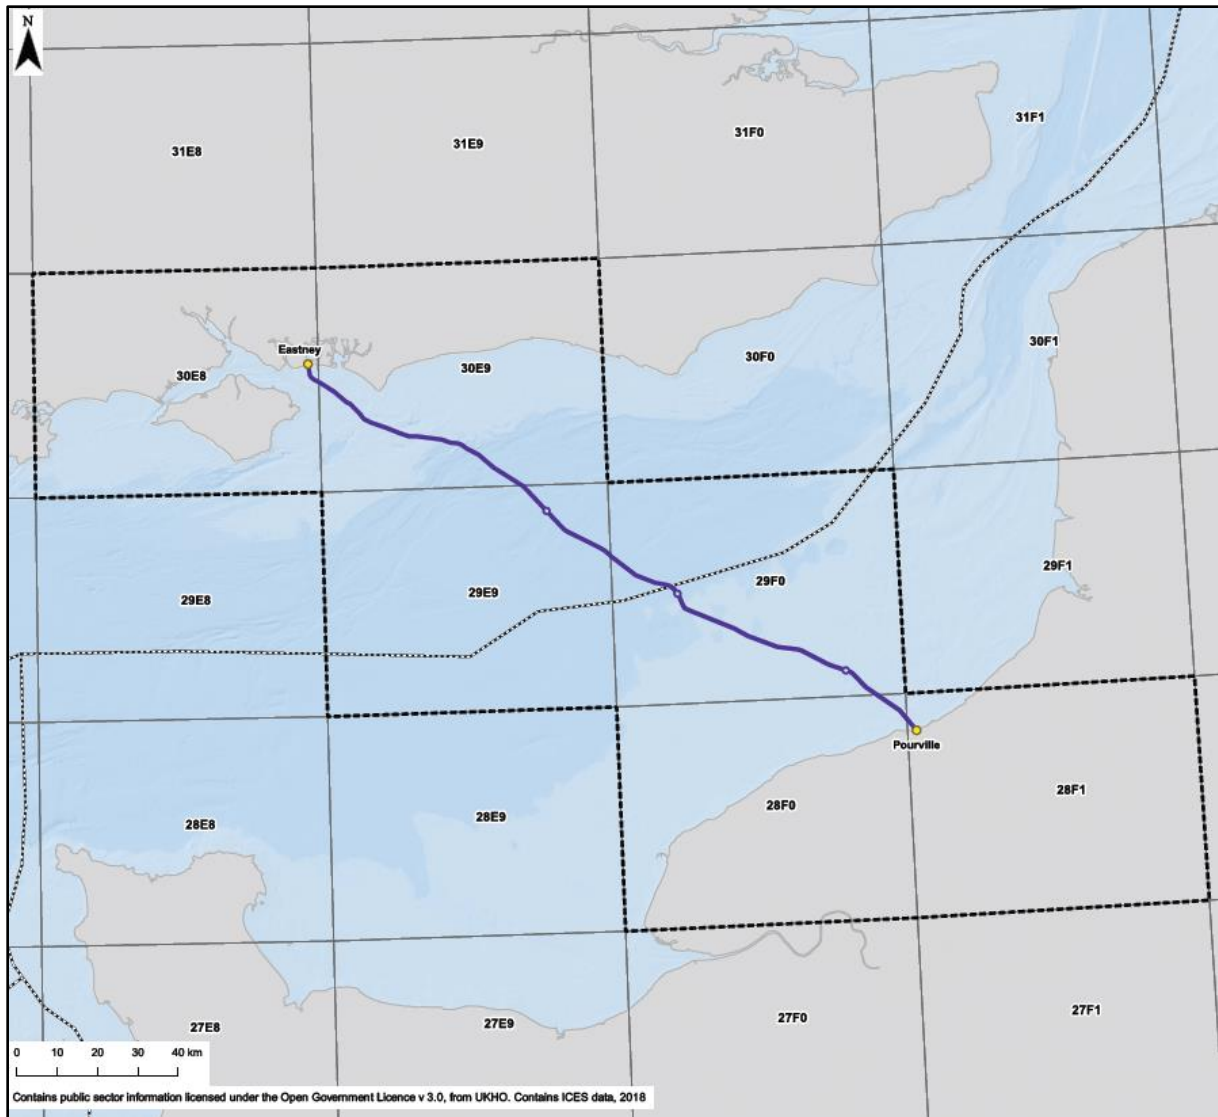 N
31E8
31E9
31F0
31F1
Eastney
30E8
30E9
30F0
30F1
29E8
29E9
29F0
29F1
Pourville
28E8
28E9
28F0
28F1
27E8
27E9
27F0
27F1
0 10 20 30 40 km
Contains public sector information licensed under the Open Government Licence v 3.0, from UKHO. Contains ICES data, 2018